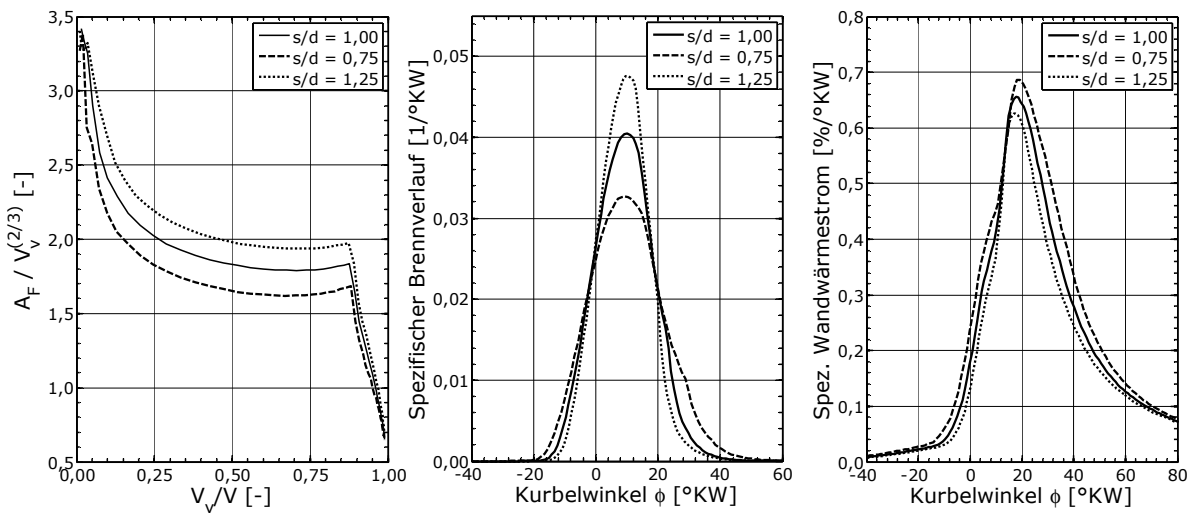 3,5
3,0
2,5
2,0
1,5
1,0
0,5
0,00
0,25
0,50
0,75
1,00
A_F / V_v^(2/3) [-]
V_v/V [-]
s/d = 1,00
s/d = 0,75
s/d = 1,25
0,05
0,04
0,03
0,02
0,01
0,00
-40
-20
0
20
40
60
Spezifischer Brennverlauf [1/°KW]
Kurbelwinkel ϕ [°KW]
s/d = 1,00
s/d = 0,75
s/d = 1,25
0,8
0,7
0,6
0,5
0,4
0,3
0,2
0,1
0,0
-40
-20
0
20
40
60
80
Spez. Wandwärmestrom [%/°KW]
Kurbelwinkel ϕ [°KW]
s/d = 1,00
s/d = 0,75
s/d = 1,25